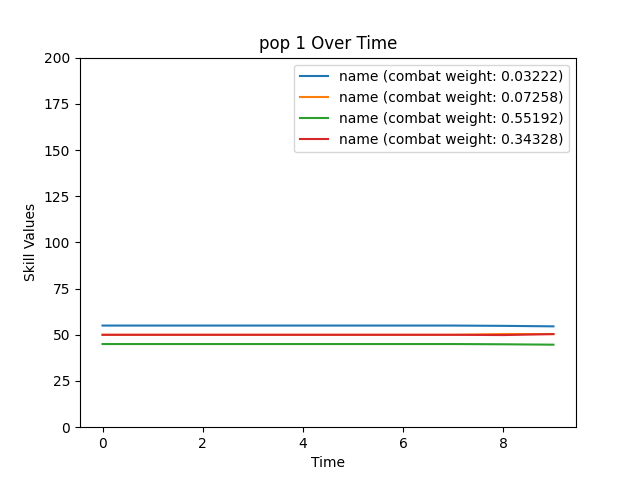 pop 1 Over Time
name (combat weight: 0.03222)
name (combat weight: 0.07258)
name (combat weight: 0.55192)
name (combat weight: 0.34328)
200
175
150
125
100
75
50
25
0
Skill Values
0 2 4 6 8
Time